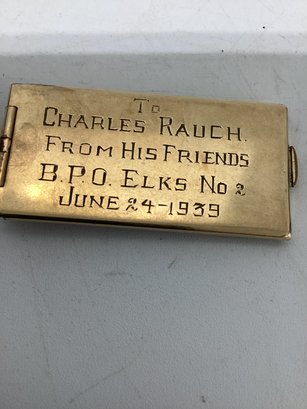 To
CHARLES RAUCH.
FROM HIS FRIENDS
B.P.O. ELKS No 2
JUNE 24-1939